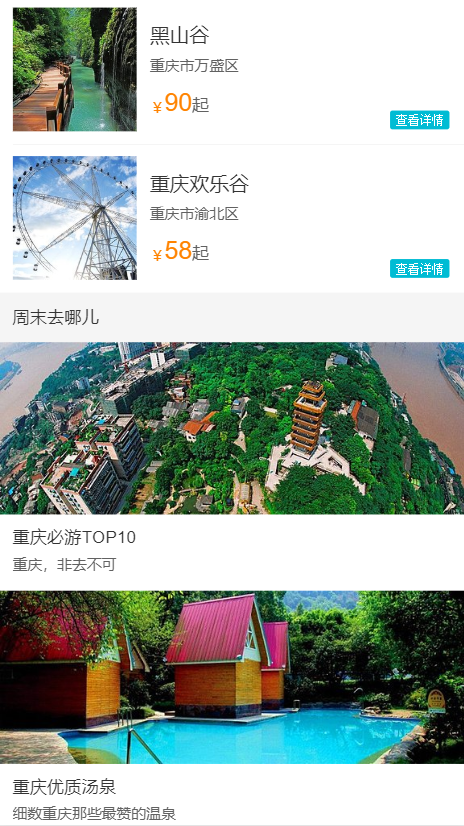 黑山谷
重庆市万盛区
￥90起
查看详情
重庆欢乐谷
重庆市渝北区
￥58起
查看详情
周末去哪儿
重庆必游TOP10
重庆，非去不可
重庆优质汤泉
细数重庆那些最赞的温泉